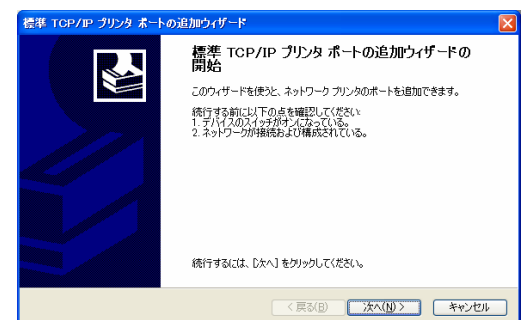 標準 TCP/IP プリンタ ポートの追加ウィザード
標準 TCP/IP プリンタ ポートの追加ウィザードの
開始
このウィザードを使うと、ネットワーク プリンタのポートを追加できます。
続行する前に以下の点を確認してください:
1. デバイスのスイッチがオンになっている。
2. ネットワークが接続および構成されている。
続行するには、[次へ] をクリックしてください。
< 戻る(B)
次へ(N) >
キャンセル